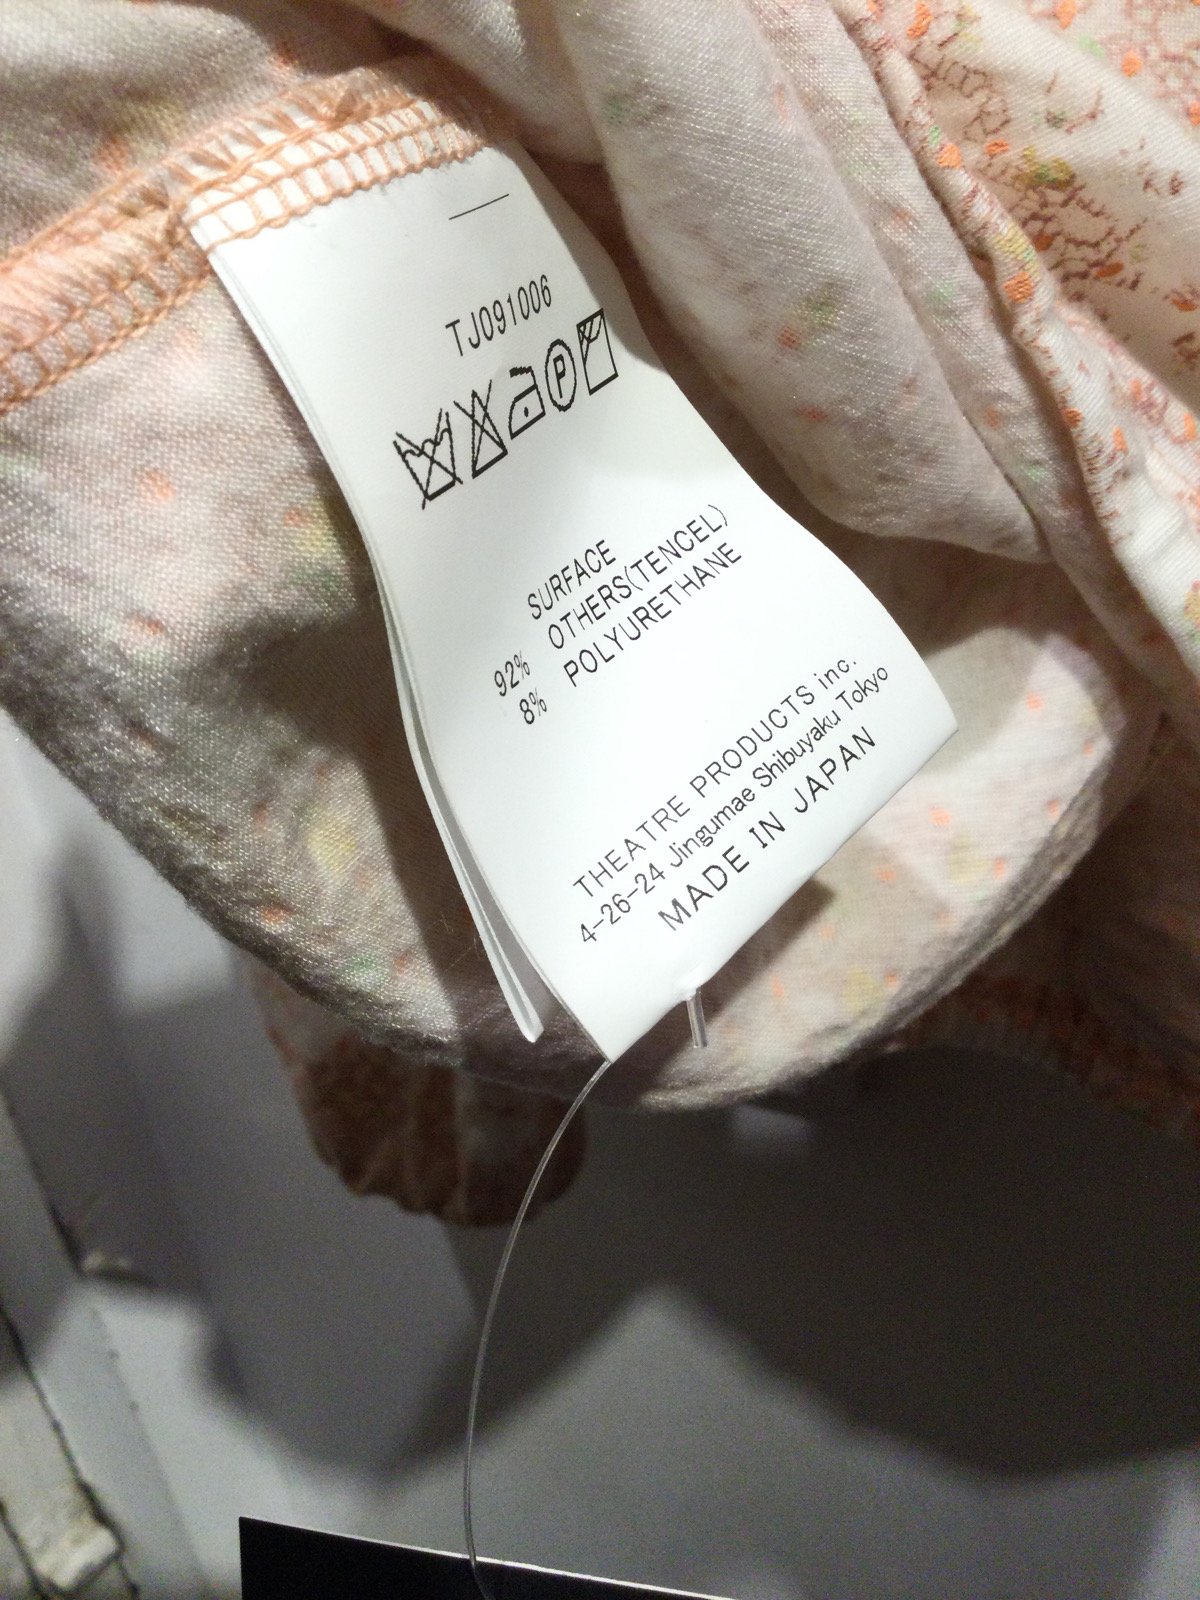 TJ091006
P
SURFACE
92% OTHERS(TENCEL)
8% POLYURETHANE
THEATRE PRODUCTS inc.
4-26-24 Jingumae Shibuyaku Tokyo
MADE IN JAPAN